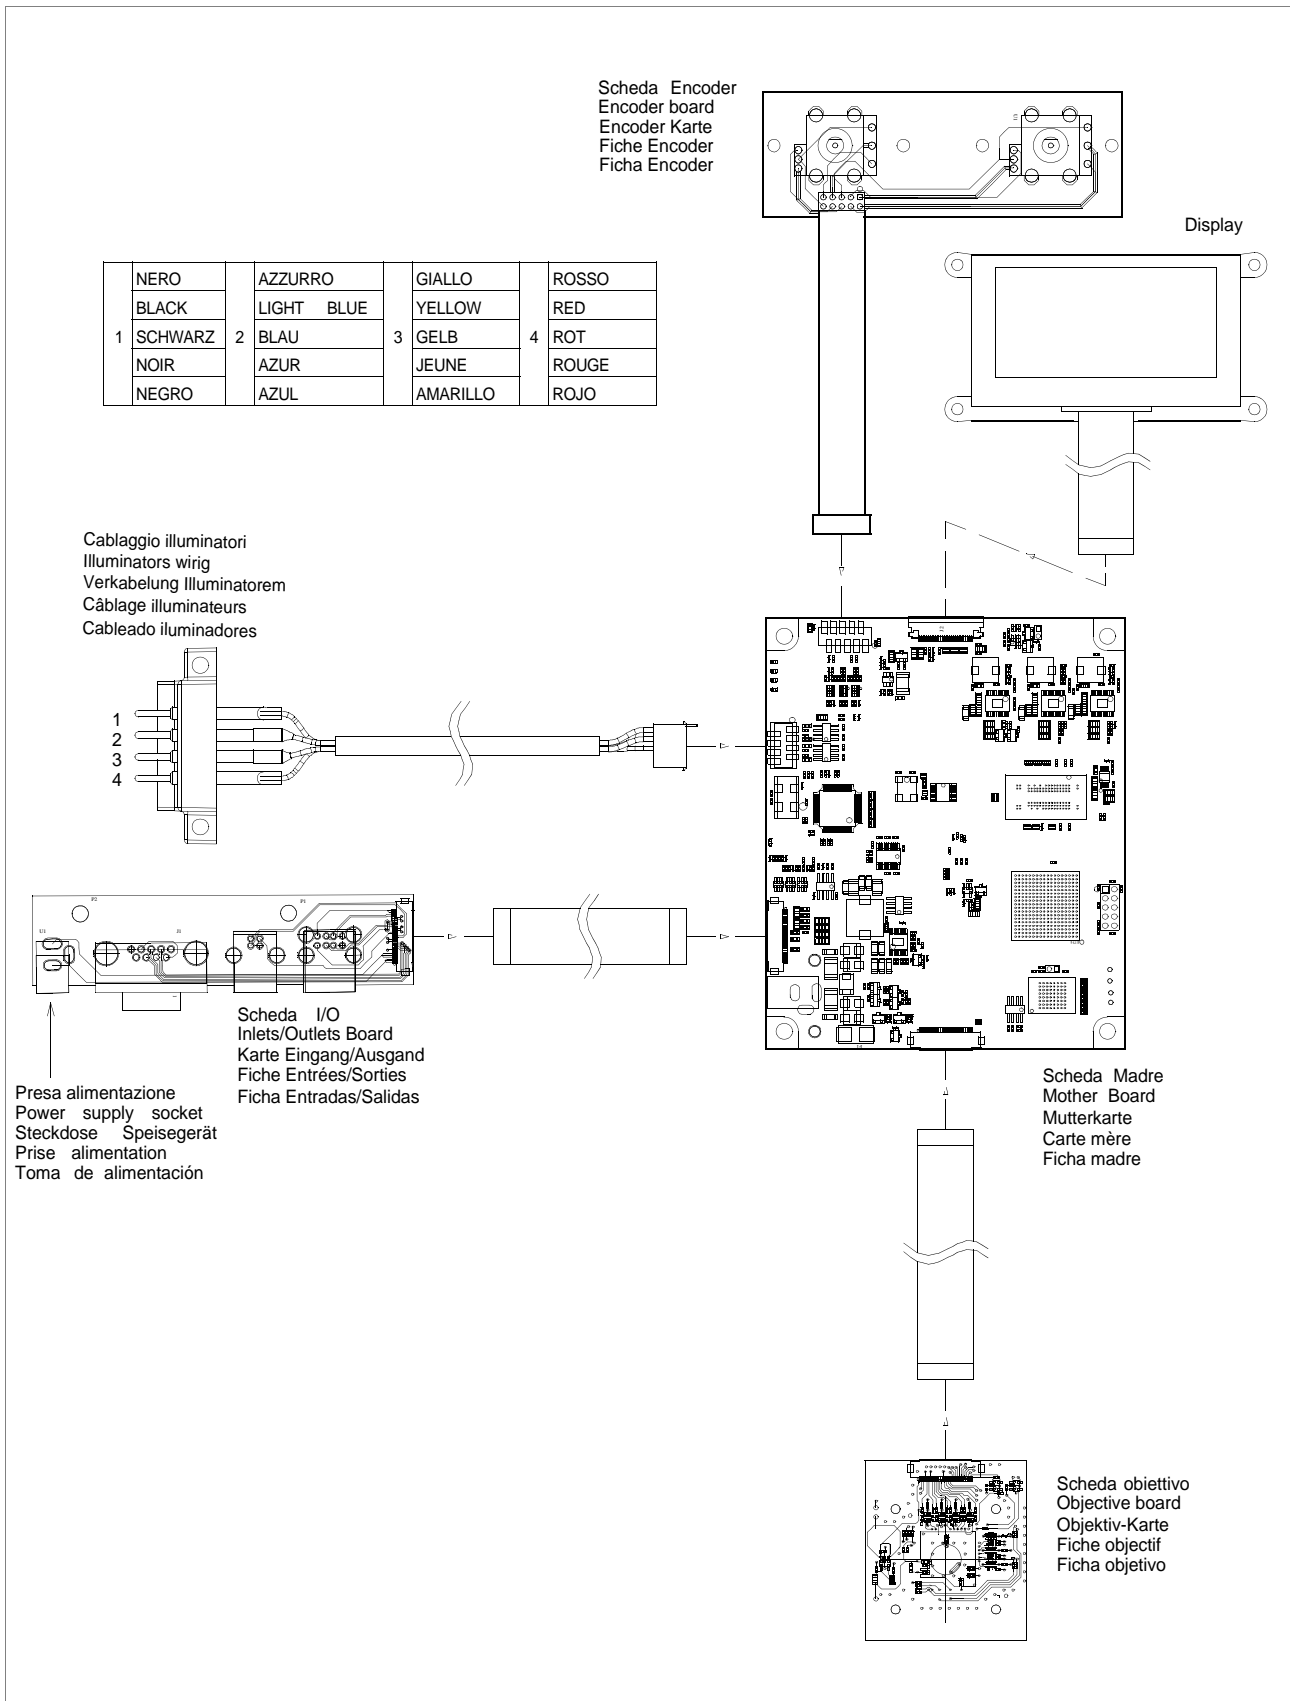 Scheda Encoder
Encoder board
Encoder Karte
Fiche Encoder
Ficha Encoder
Display
NERO AZZURRO GIALLO ROSSO
BLACK LIGHT BLUE YELLOW RED
1 SCHWARZ 2 BLAU 3 GELB 4 ROT
NOIR AZUR JEUNE ROUGE
NEGRO AZUL AMARILLO ROJO
Cablaggio illuminatori
Illuminators wirig
Verkabelung Illuminatorem
Câblage illuminateurs
Cableado iluminadores
1
2
3
4
P2
P1
U1
J1
Scheda I/O
Inlets/Outlets Board
Karte Eingang/Ausgand
Fiche Entrées/Sorties
Ficha Entradas/Salidas
Presa alimentazione
Power supply socket
Steckdose Speisegerät
Prise alimentation
Toma de alimentación
Scheda Madre
Mother Board
Mutterkarte
Carte mère
Ficha madre
Scheda obiettivo
Objective board
Objektiv-Karte
Fiche objectif
Ficha objetivo